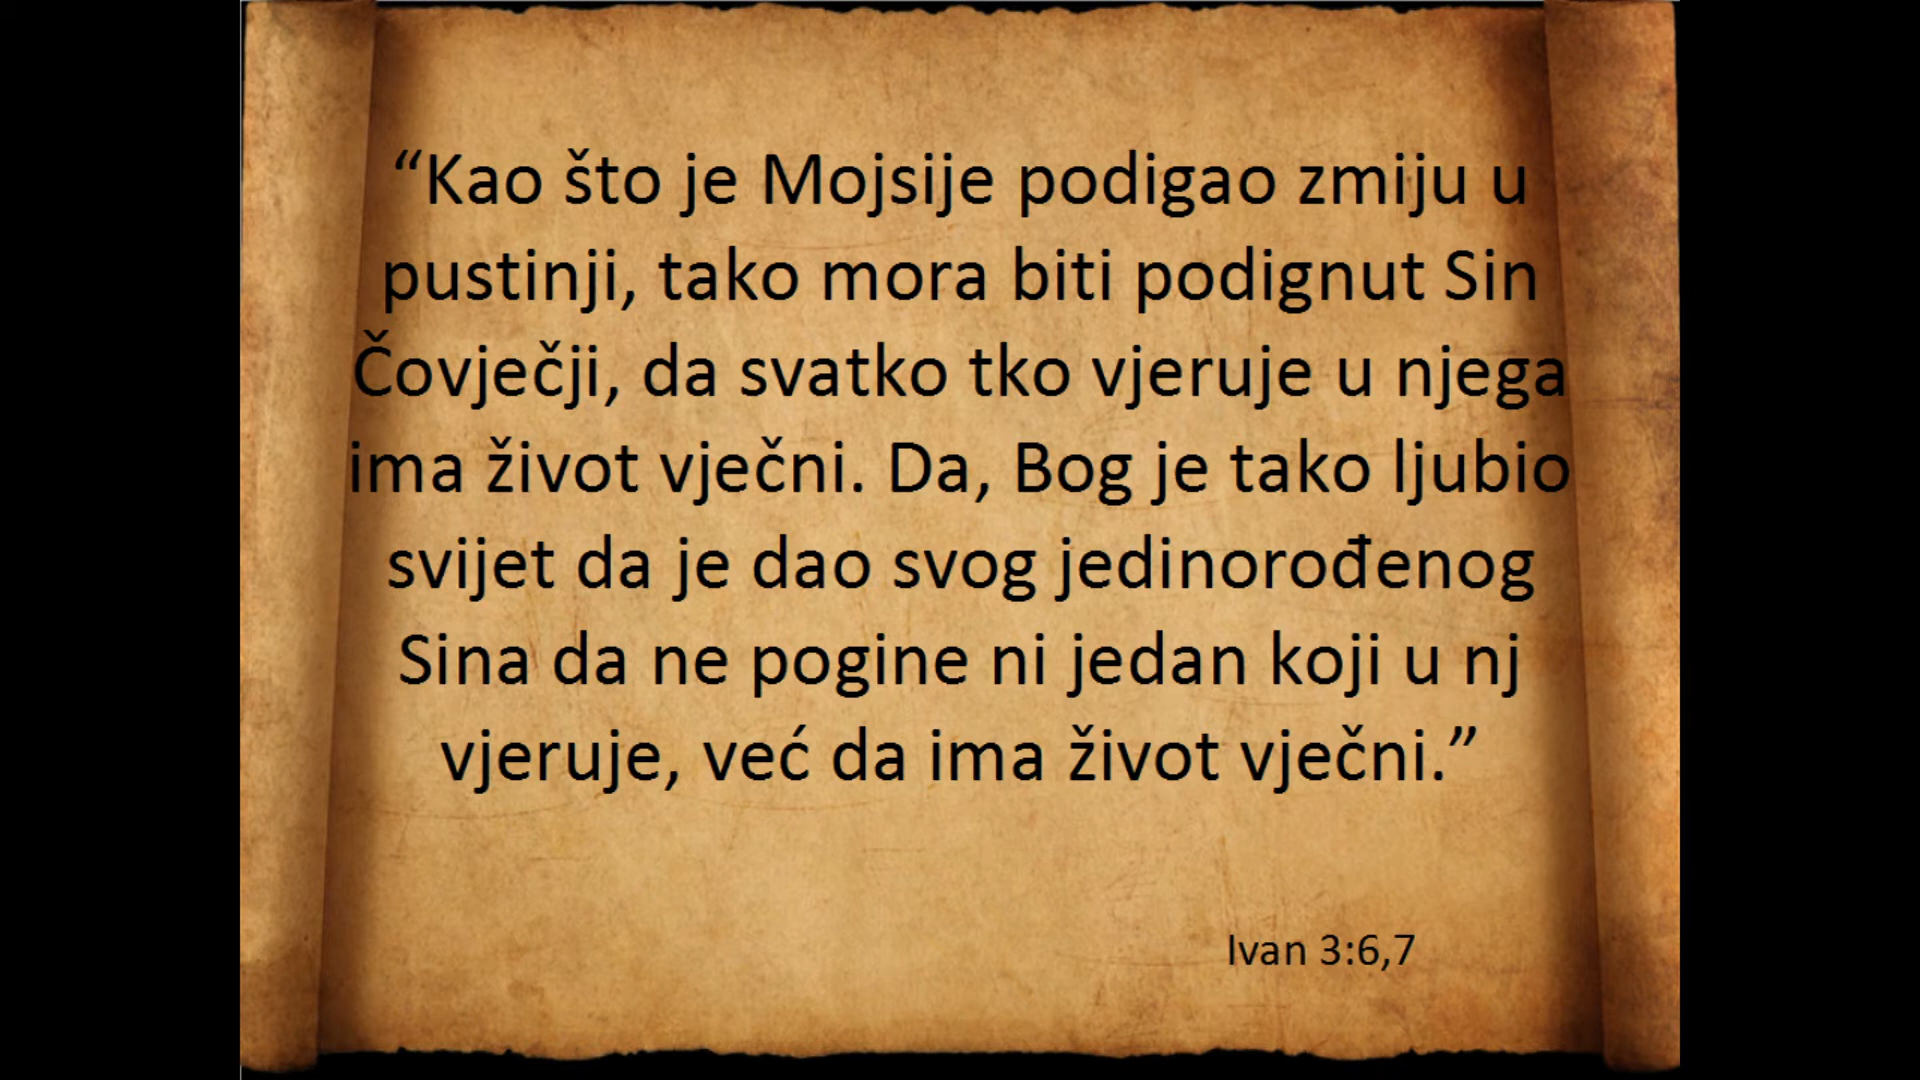 “Kao što je Mojsije podigao zmiju u
pustinji, tako mora biti podignut Sin
Čovječji, da svatko tko vjeruje u njega
ima život vječni. Da, Bog je tako ljubio
svijet da je dao svog jedinorođenog
Sina da ne pogine ni jedan koji u nj
vjeruje, već da ima život vječni.”
Ivan 3:6,7